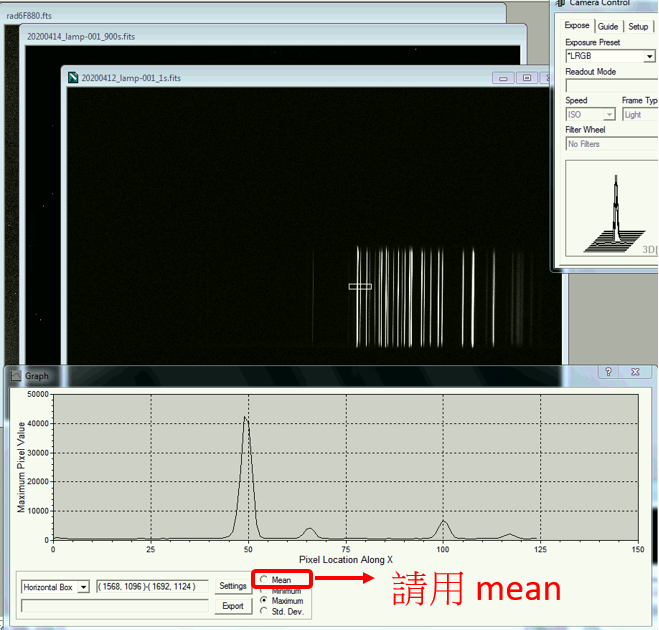 rad6F880.fts
20200414_lamp-001_900s.fits
20200412_lamp-001_1s.fits
Camera Control
Expose
Guide
Setup
Exposure Preset
*LRGB
Readout Mode
Speed
Frame Typ
ISO
Light
Filter Wheel
No Filters
3D[
Graph
50000
40000
30000
20000
10000
0
Maximum Pixel Value
0
25
50
75
100
125
150
Pixel Location Along X
Horizontal Box
( 1568, 1096 )-( 1692, 1124 )
Settings
Export
Mean
Minimum
Maximum
Std. Dev.
請用 mean